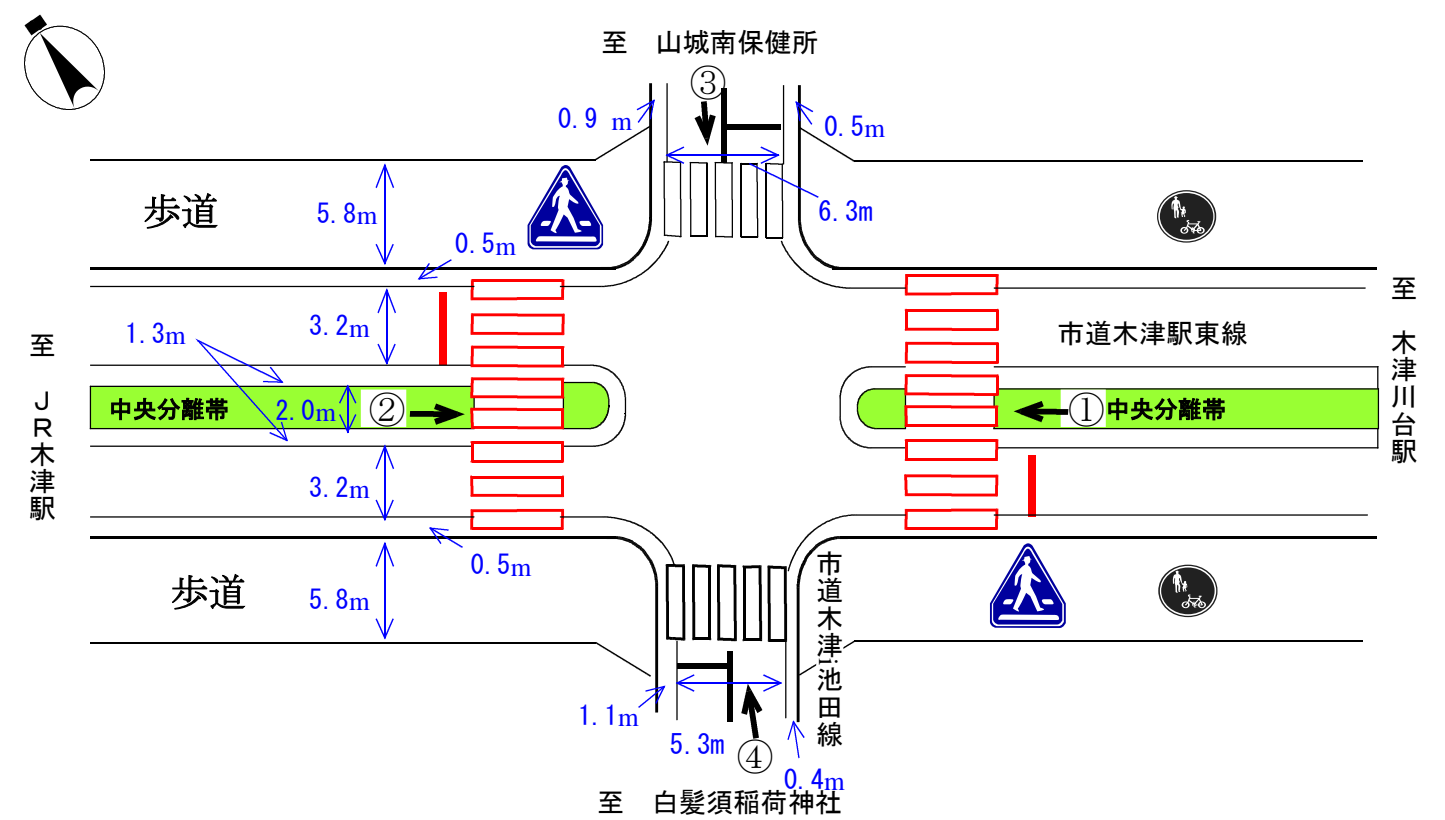 至 山城南保健所
③
0.9 m
0.5m
歩道
5.8m
6.3m
0.5m
3.2m
1.3m
市道木津駅東線
至 木津川台駅
至 JR木津駅
中央分離帯
2.0m
②
①
中央分離帯
3.2m
0.5m
歩道
5.8m
市道木津池田線
1.1m
5.3m
④
0.4m
至 白髪須稲荷神社